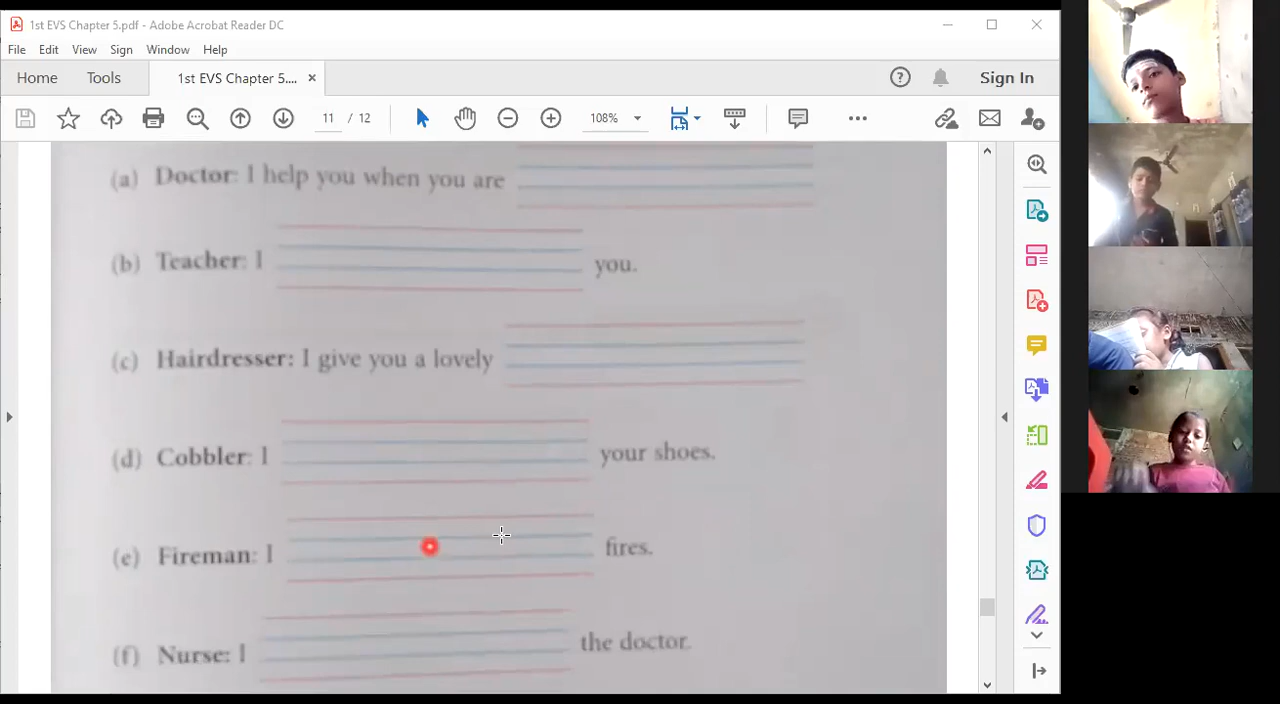 1st EVS Chapter 5.pdf - Adobe Acrobat Reader DC
File Edit View Sign Window Help
Home Tools 1st EVS Chapter 5.... × Sign In
11 / 12 108%
(a) Doctor: I help you when you are
(b) Teacher: I you.
(c) Hairdresser: I give you a lovely
(d) Cobbler: I your shoes.
(e) Fireman: I fires.
(f) Nurse: I the doctor.